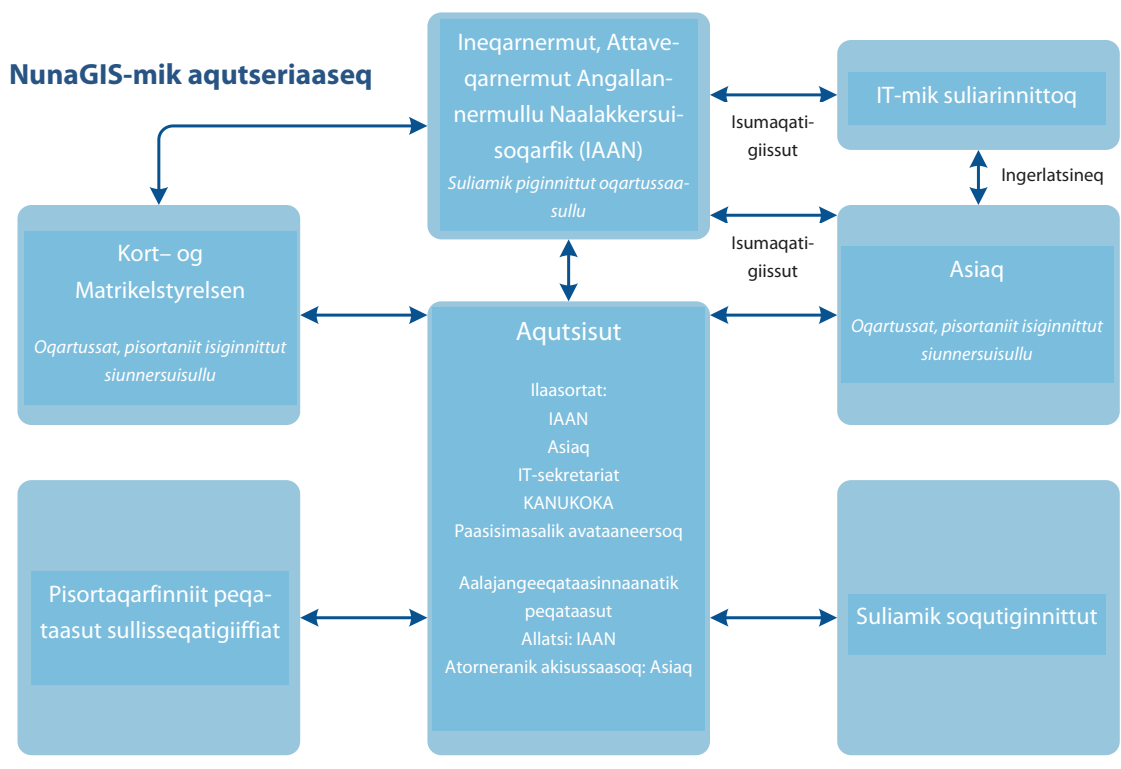 NunaGIS-mik aqutseriaaseq
Ineqarnermut, Attave-
qarnermut Angallan-
nermullu Naalakkersui-
soqarfik (IAAN)
Suliamik piginnittut oqartussaa-
sullu
Isumaqati-
giissut
IT-mik suliarinnittoq
Ingerlatsineq
Isumaqati-
giissut
Kort– og
Matrikelstyrelsen
Oqartussat, pisortaniit isiginnittut
siunnersuisullu
Aqutsisut
Ilaasortat:
IAAN
Asiaq
IT-sekretariat
KANUKOKA
Paasisimasalik avataaneersoq
Aalajangeeqataasinnaanatik
peqataasut
Allatsi: IAAN
Atorneranik akisussaasoq: Asiaq
Asiaq
Oqartussat, pisortaniit isiginnittut
siunnersuisullu
Pisortaqarfinniit peqa-
taasut sullisseqatigiiffiat
Suliamik soqutiginnittut